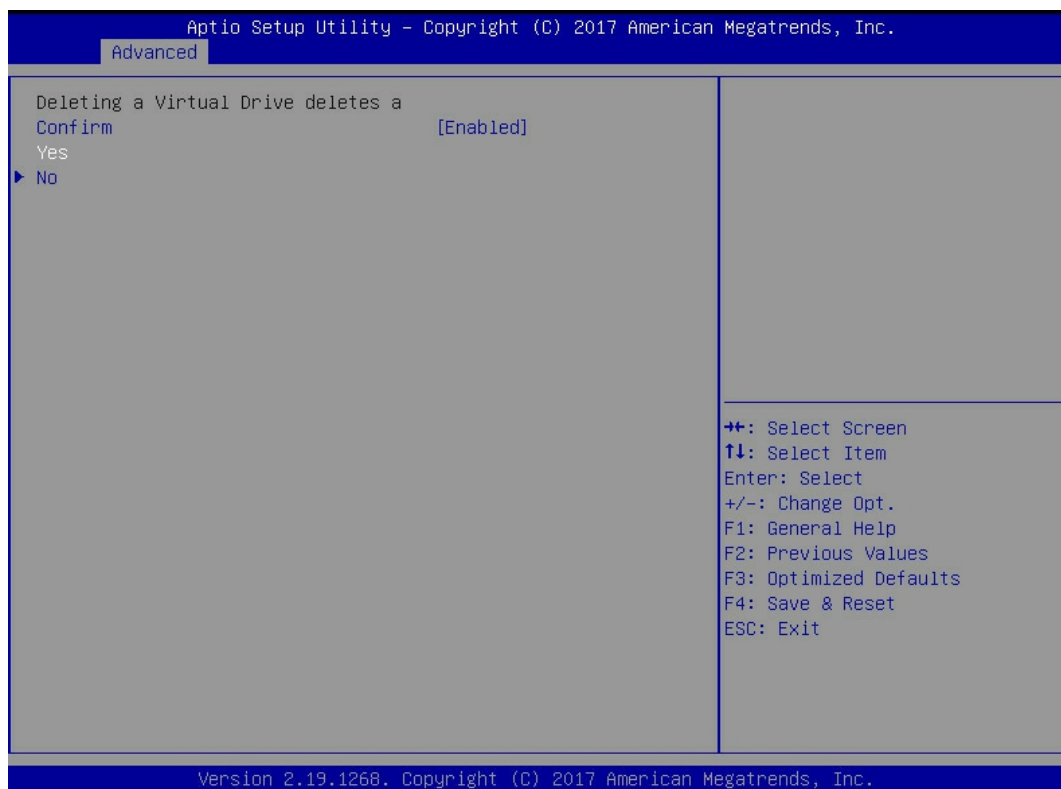 Aptio Setup Utility – Copyright (C) 2017 American Megatrends, Inc.
Advanced
Deleting a Virtual Drive deletes a
Confirm [Enabled]
Yes
▶ No
→←: Select Screen
↑↓: Select Item
Enter: Select
+/-: Change Opt.
F1: General Help
F2: Previous Values
F3: Optimized Defaults
F4: Save & Reset
ESC: Exit
Version 2.19.1268. Copyright (C) 2017 American Megatrends, Inc.